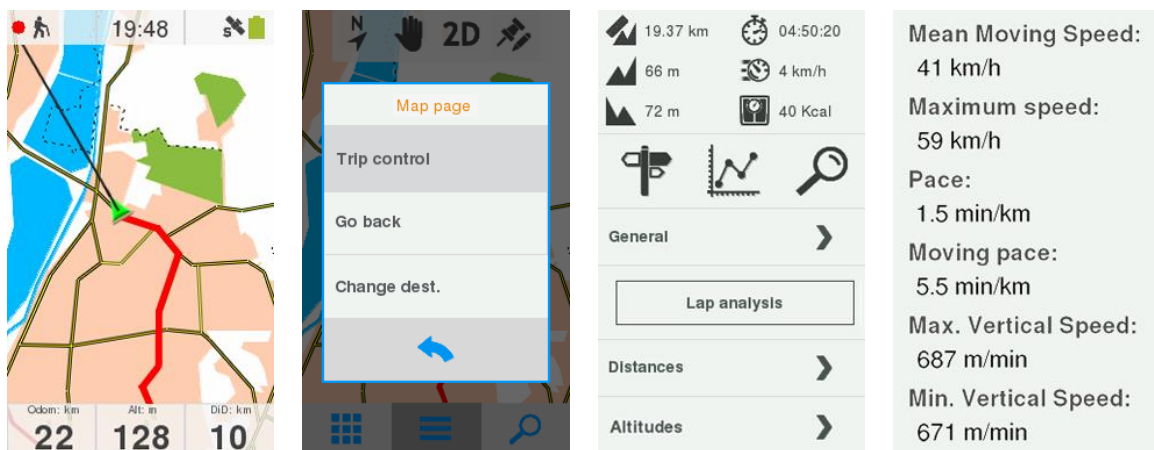 19:48
S
Odom: km
Alt: m
DiD: km
22
128
10
N
2D
Map page
Trip control
Go back
Change dest.
19.37 km
04:50:20
66 m
4 km/h
72 m
40 Kcal
General
Lap analysis
Distances
Altitudes
Mean Moving Speed:
41 km/h
Maximum speed:
59 km/h
Pace:
1.5 min/km
Moving pace:
5.5 min/km
Max. Vertical Speed:
687 m/min
Min. Vertical Speed:
671 m/min